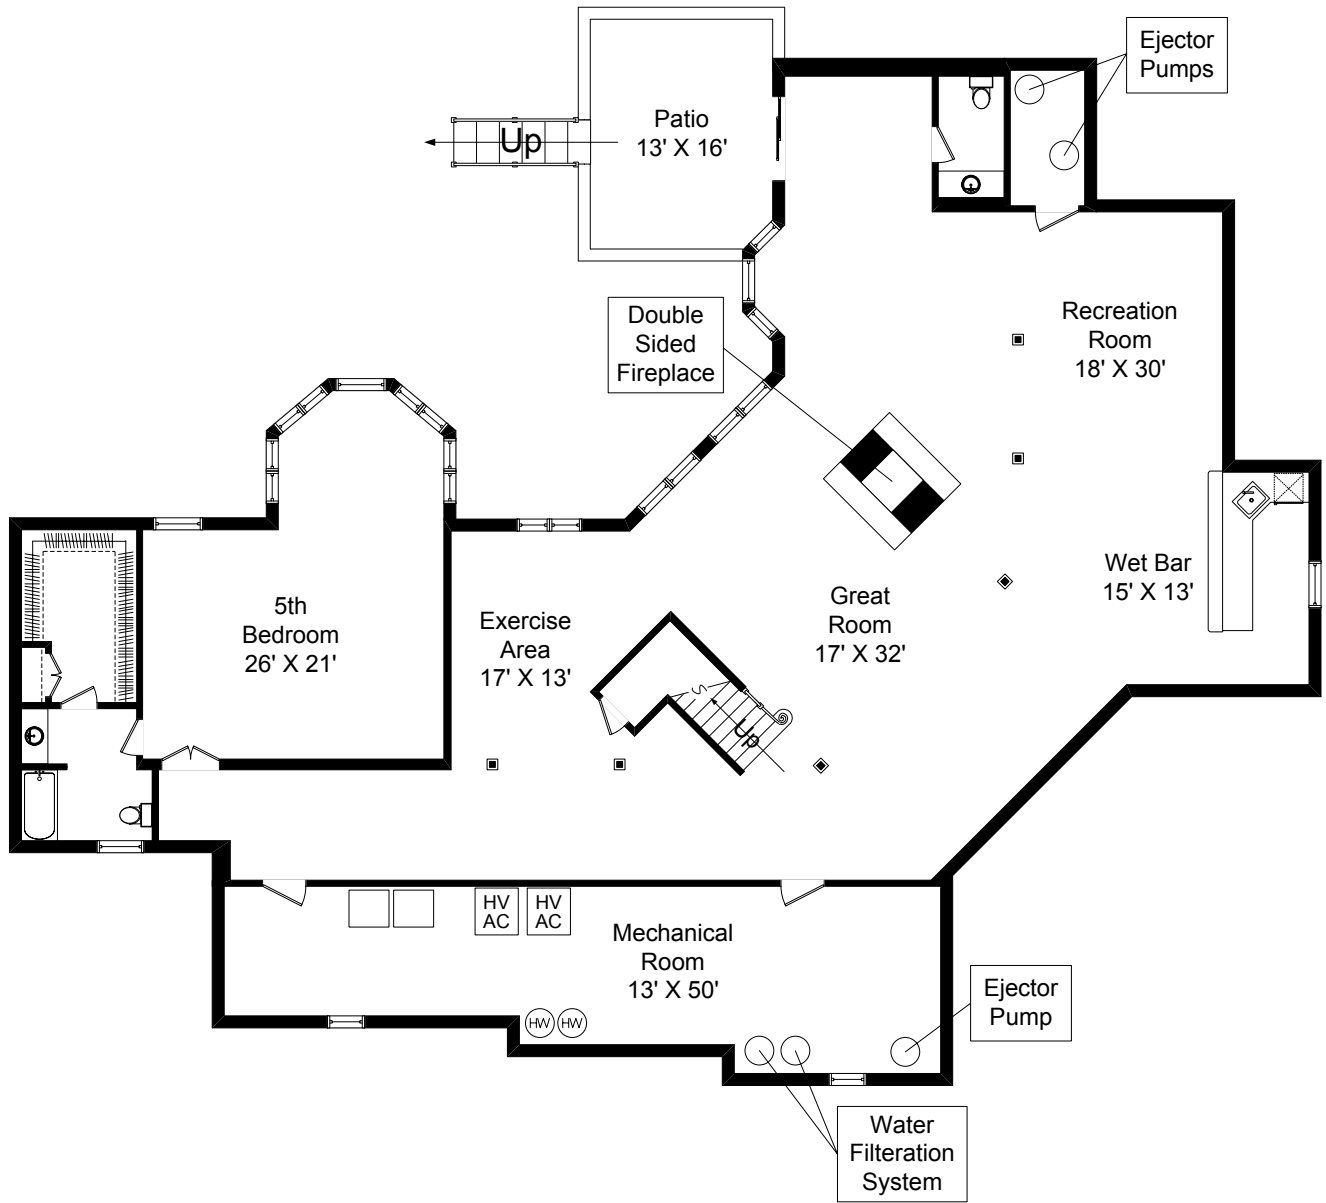 Ejector
Pumps
Patio
13' X 16'
Up
Double
Sided
Fireplace
Recreation
Room
18' X 30'
Wet Bar
15' X 13'
Great
Room
17' X 32'
5th
Bedroom
26' X 21'
Exercise
Area
17' X 13'
Up
HV
AC
HV
AC
Mechanical
Room
13' X 50'
HW
HW
Ejector
Pump
Water
Filteration
System